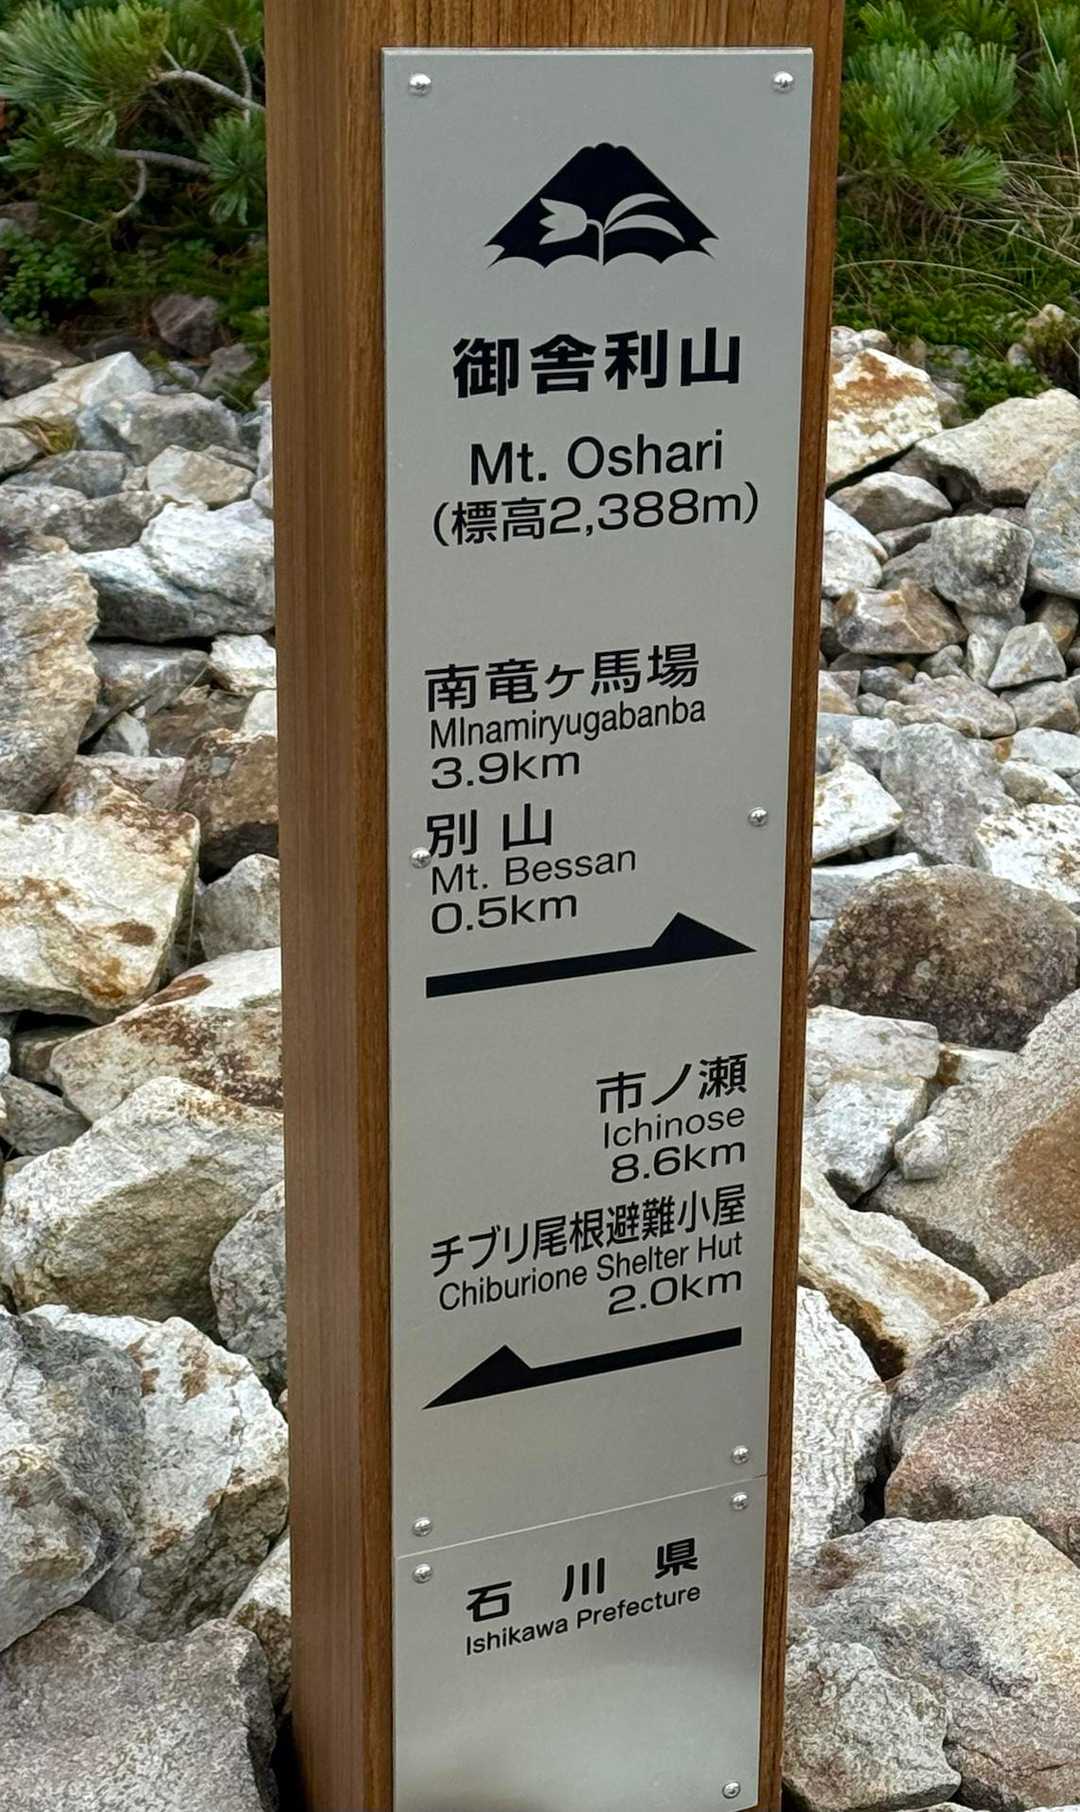 御舎利山
Mt. Oshari
(標高2,388m)
南竜ヶ馬場
MInamiryugabanba
3.9km
別山
Mt. Bessan
0.5km
市ノ瀬
Ichinose
8.6km
チブリ尾根避難小屋
Chiburione Shelter Hut
2.0km
石川県
Ishikawa Prefecture